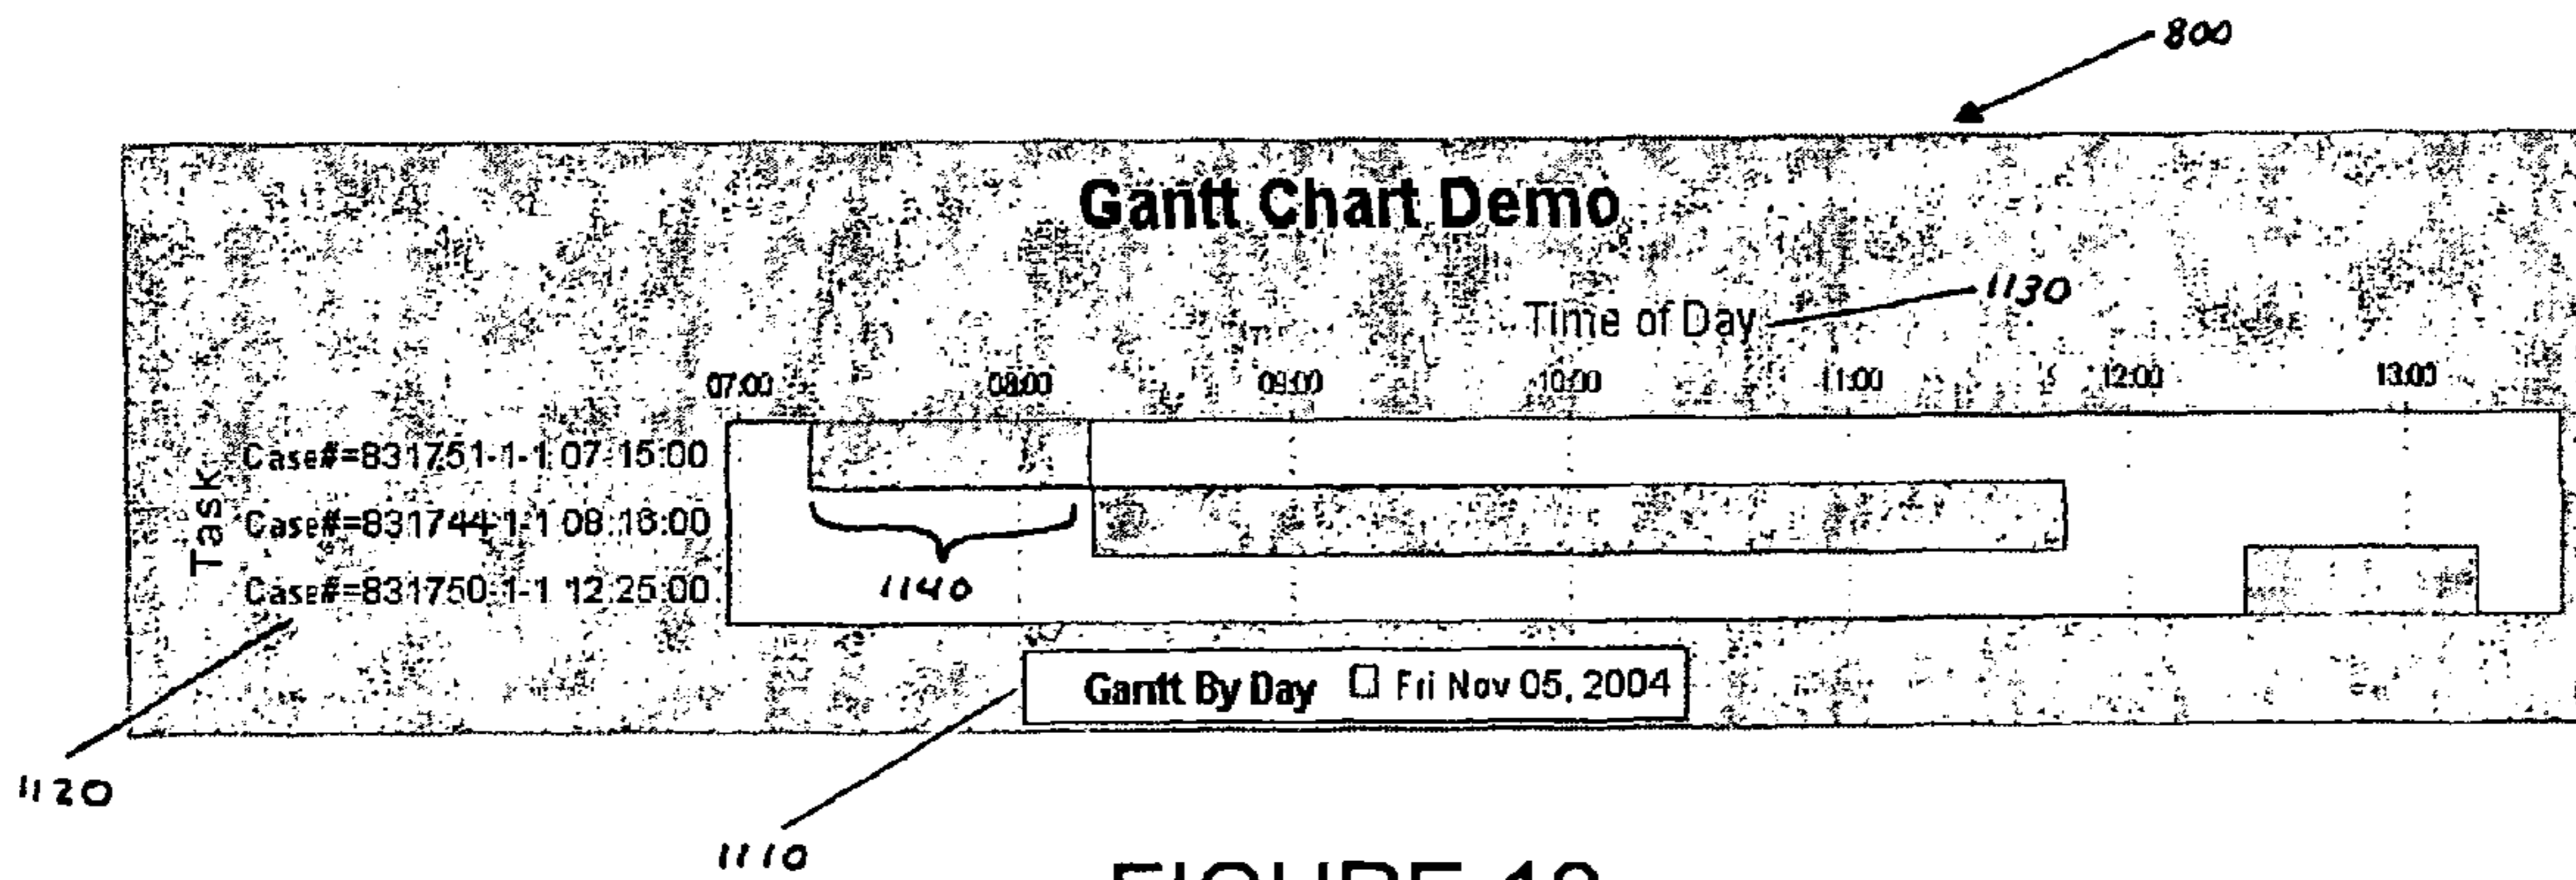 800
Gantt Chart Demo
Time of Day
1130
07:00 08:00 09:00 10:00 11:00 12:00 13:00
Task
Case#=831751-1-1 07:15:00
Case#=831744-1-1 08:16:00
Case#=831750-1-1 12:25:00
1140
Gantt By Day Fri Nov 05, 2004
1120
1110